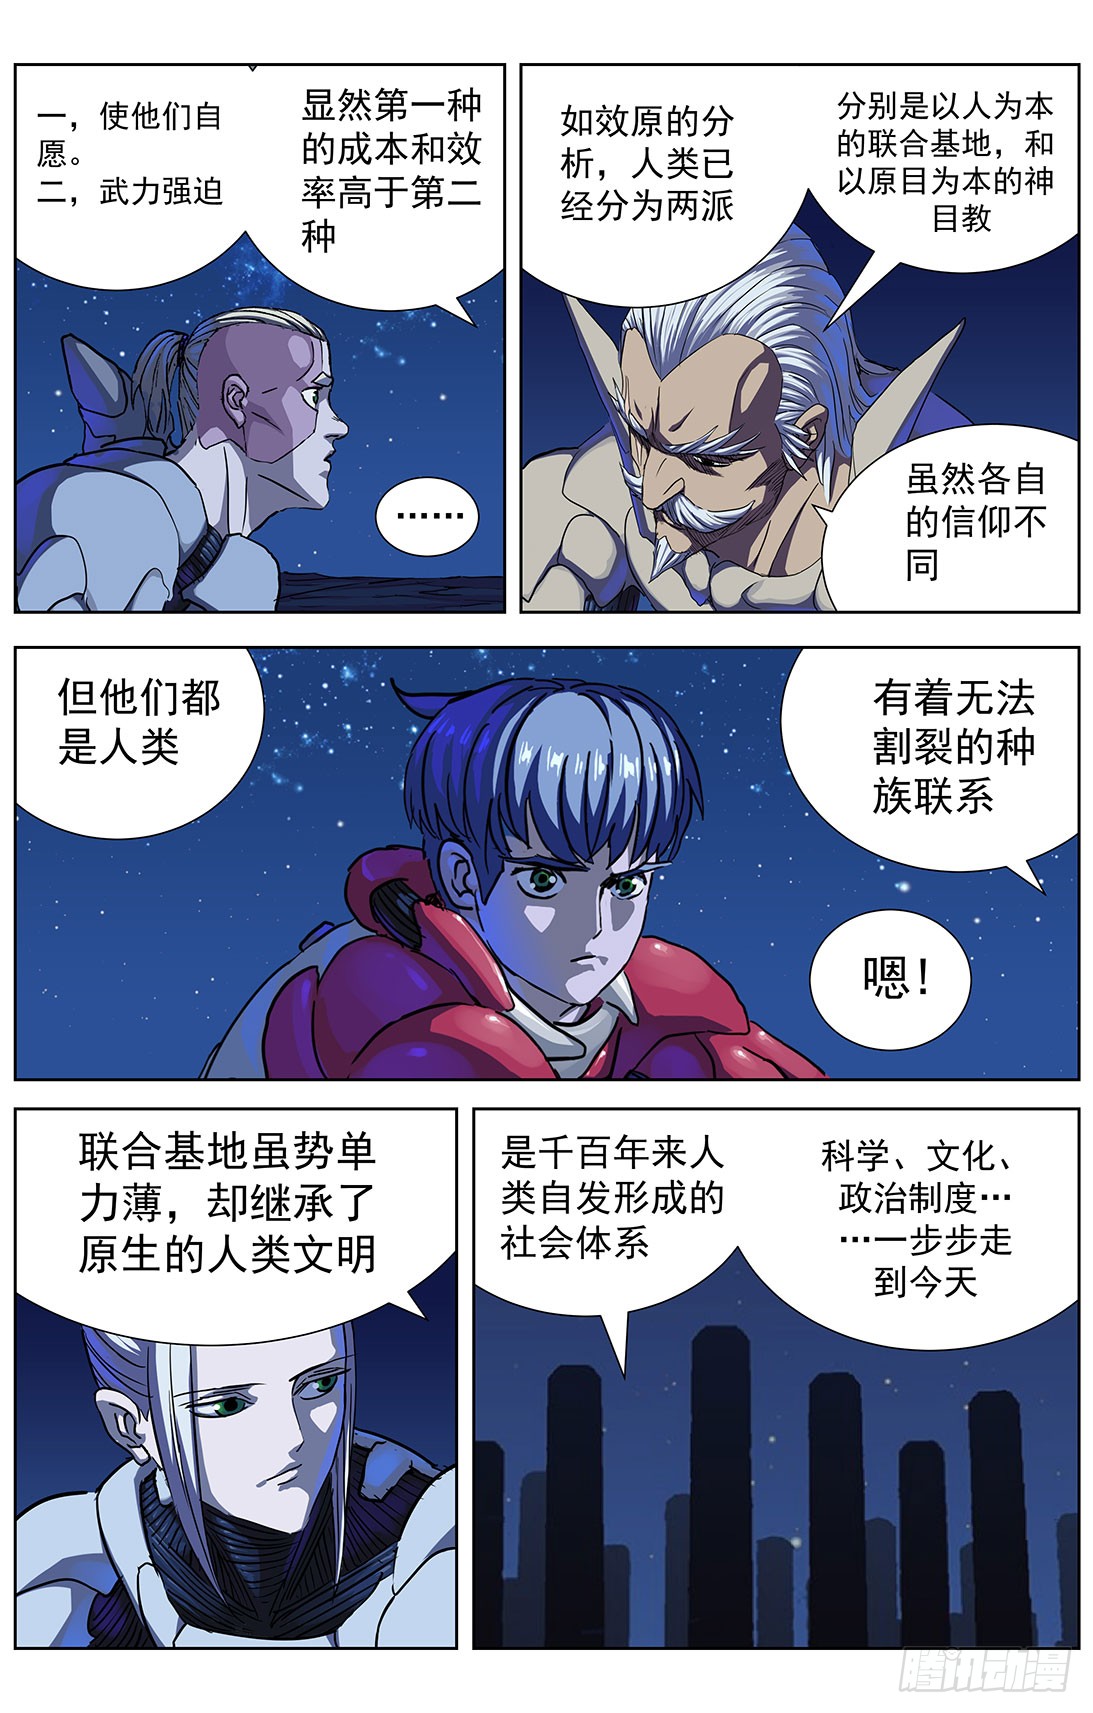 一，使他们自
愿。
二，武力强迫
显然第一种
的成本和效
率高于第二
种
……
如效原的分
析，人类已
经分为两派
分别是以人为本
的联合基地，和
以原目为本的神
目教
虽然各自
的信仰不
同
但他们都
是人类
有着无法
割裂的种
族联系
嗯！
联合基地虽势单
力薄，却继承了
原生的人类文明
是千百年来人
类自发形成的
社会体系
科学、文化、
政治制度…
…一步步走
到今天
腾讯动漫